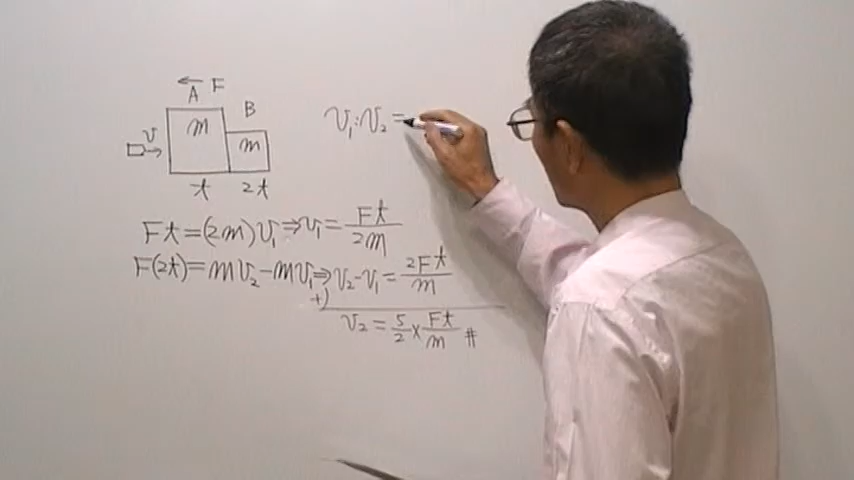 ← F
A
B
m
m
v
t
2t
v₁:v₂=
Ft=(2m)v₁⇒v₁=Ft/2m
F(2t)=mv₂-mv₁⇒v₂-v₁=2Ft/m
+)
v₂=5/2×Ft/m #